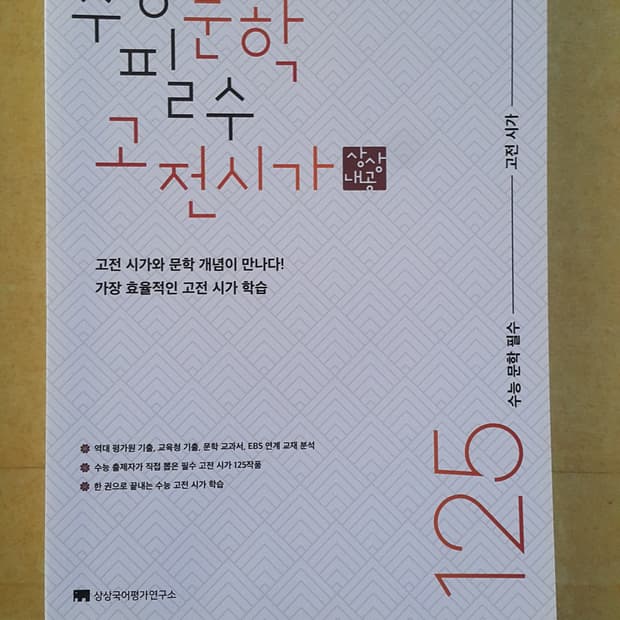 수능문학
필수
고전시가
상상
내공
고전 시가와 문학 개념이 만나다!
가장 효율적인 고전 시가 학습
역대 평가원 기출, 교육청 기출, 문학 교과서, EBS 연계 교재 분석
수능 출제자가 직접 뽑은 필수 고전 시가 125작품
한 권으로 끝내는 수능 고전 시가 학습
상상국어평가연구소
수능 문학 필수
고전 시가
125